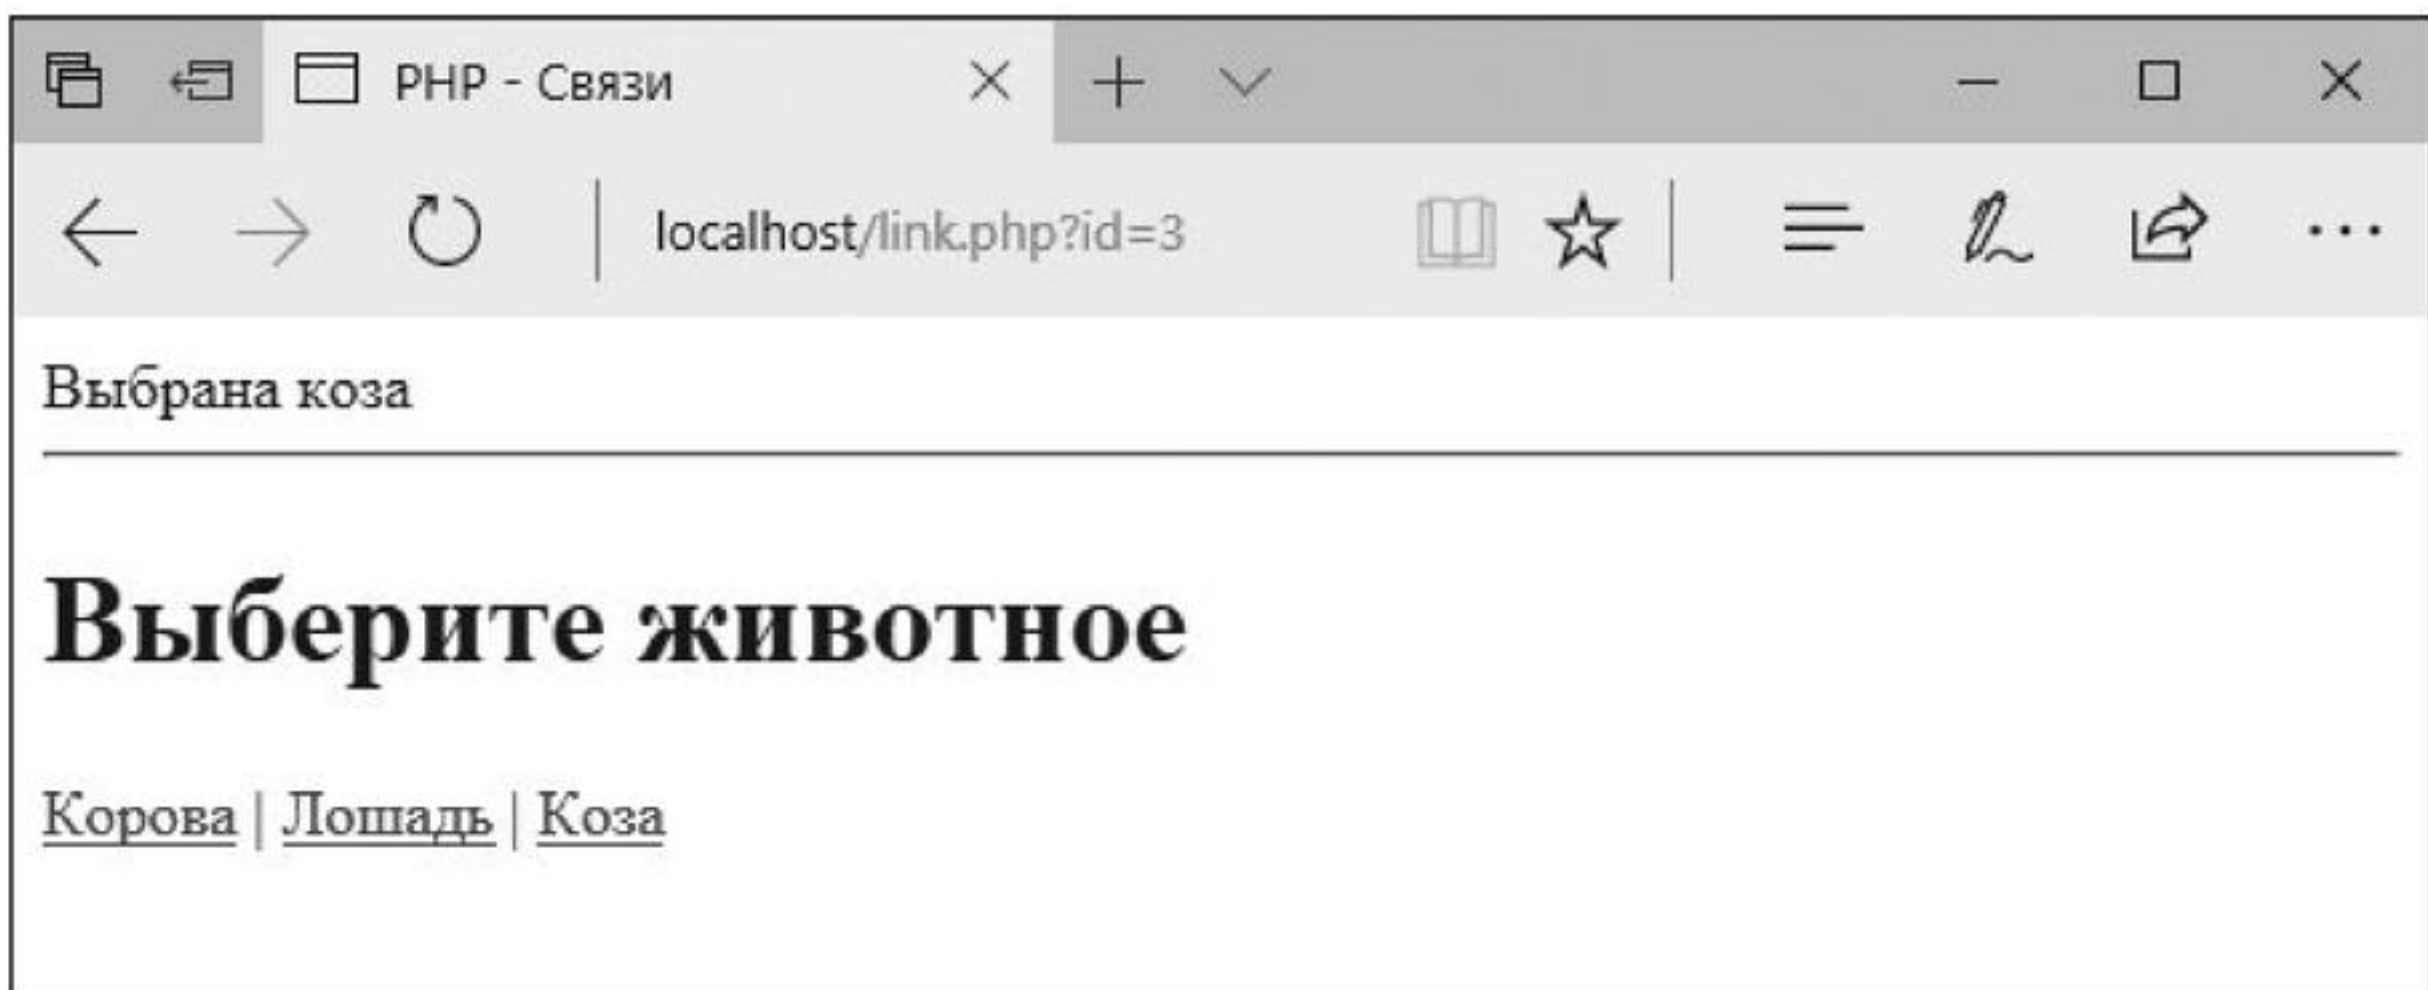 PHP - Связи
localhost/link.php?id=3
Выбрана коза
Выберите животное
Корова | Лошадь | Коза